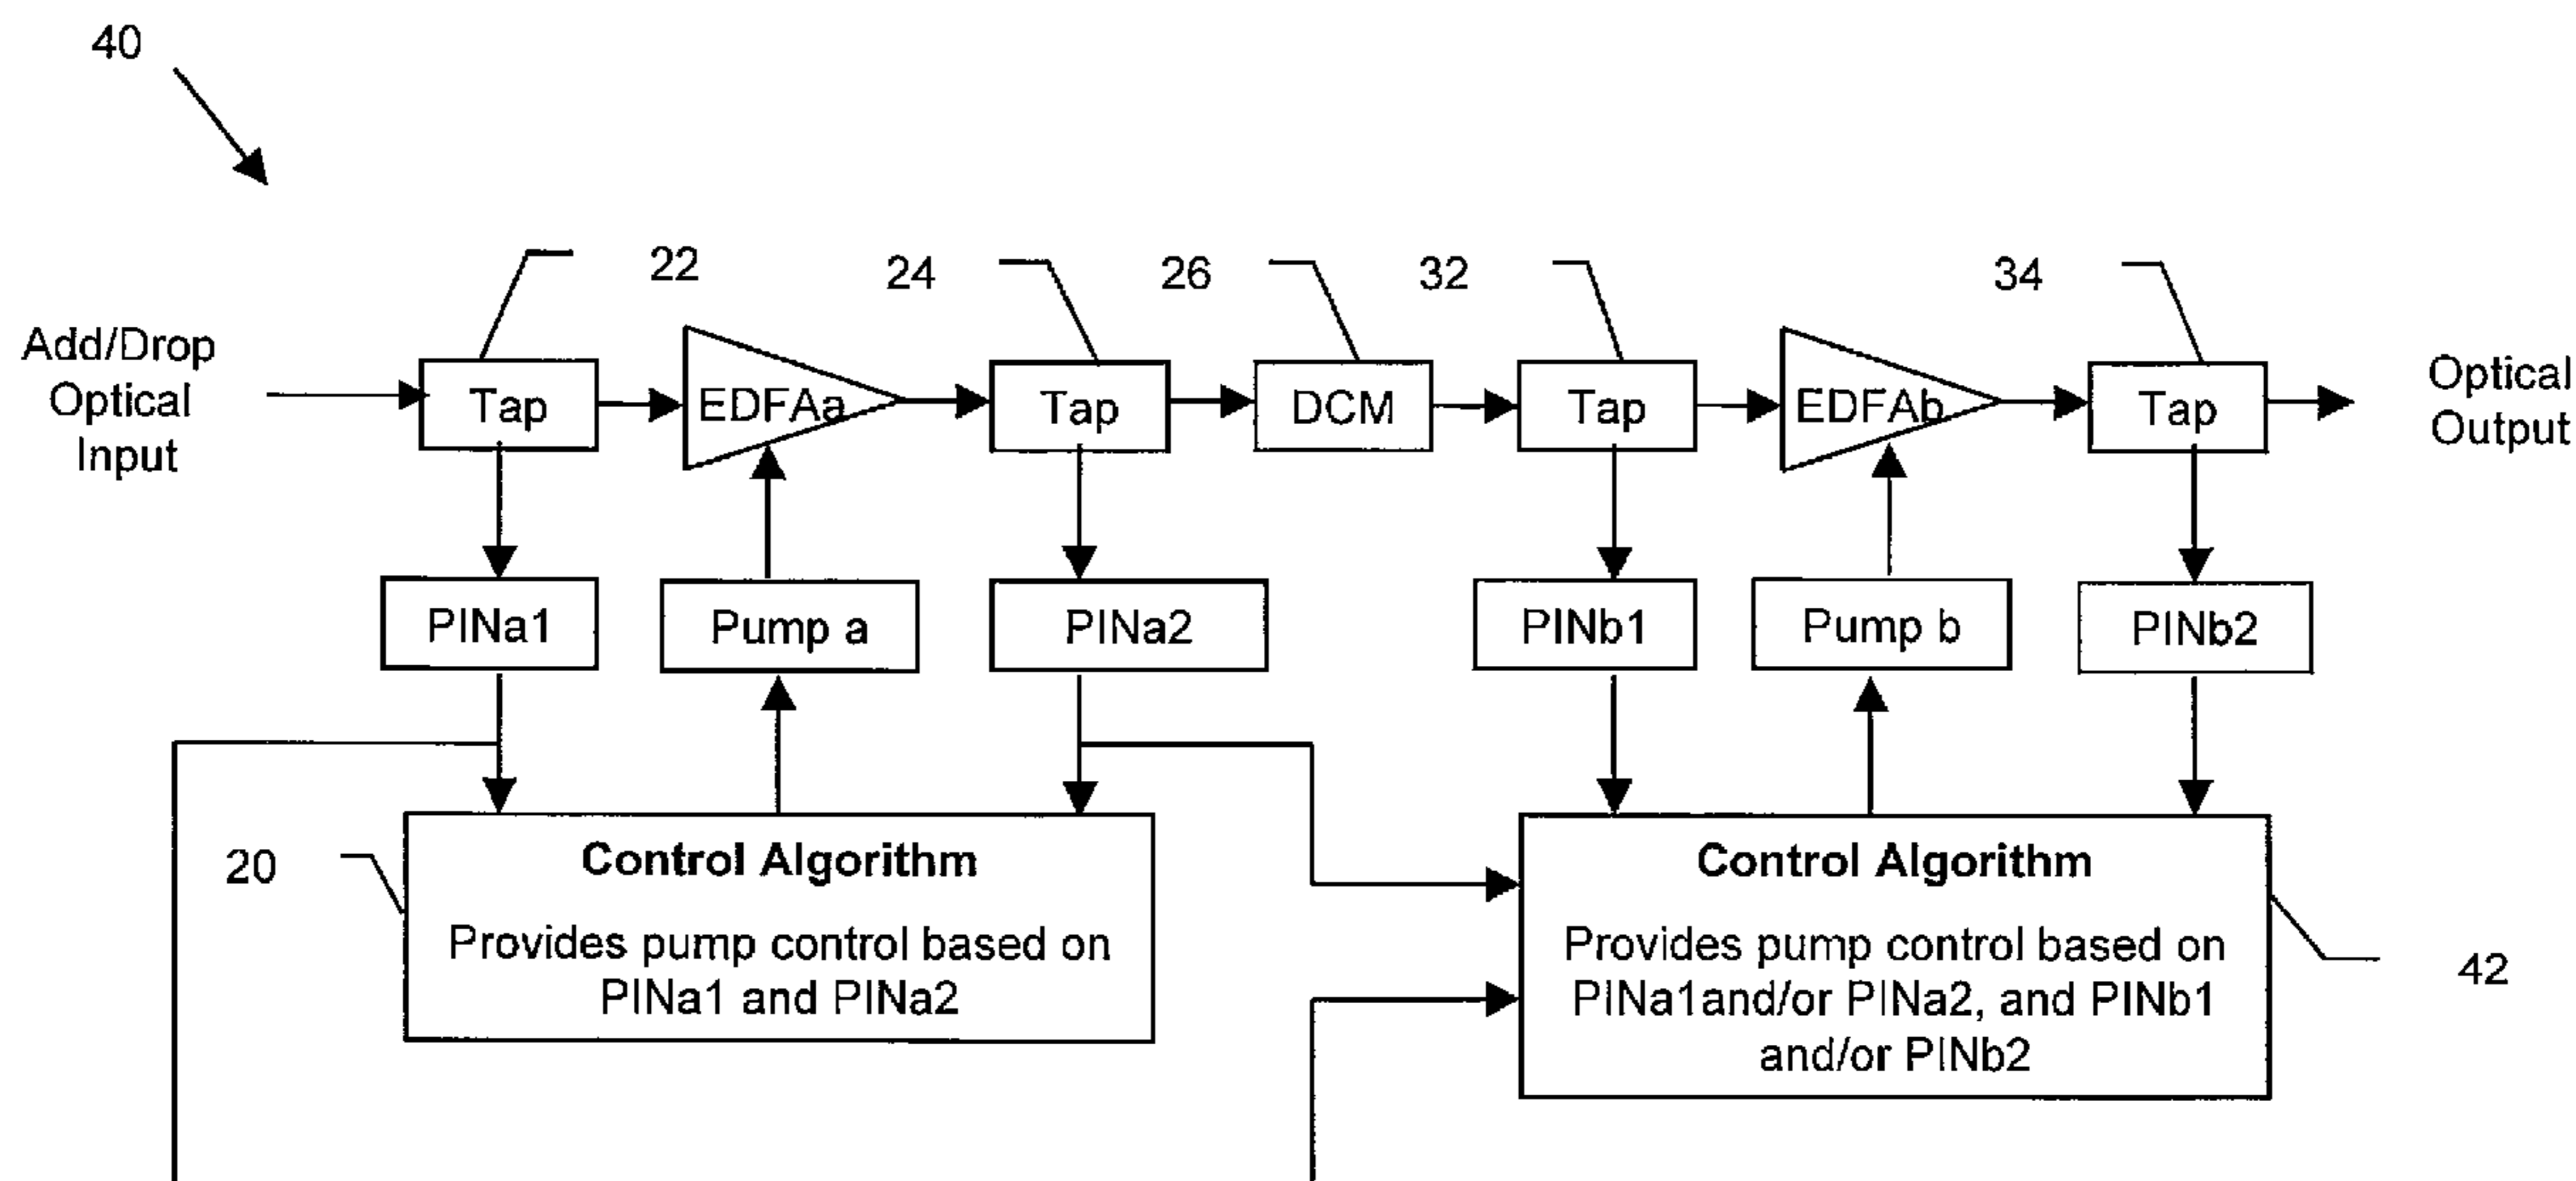 40
22
24
26
32
34
Add/Drop
Optical
Input
Tap
EDFAa
Tap
DCM
Tap
EDFAb
Tap
Optical
Output
PINa1
Pump a
PINa2
PINb1
Pump b
PINb2
20
Control Algorithm
Provides pump control based on
PINa1 and PINa2
Control Algorithm
Provides pump control based on
PINa1and/or PINa2, and PINb1
and/or PINb2
42